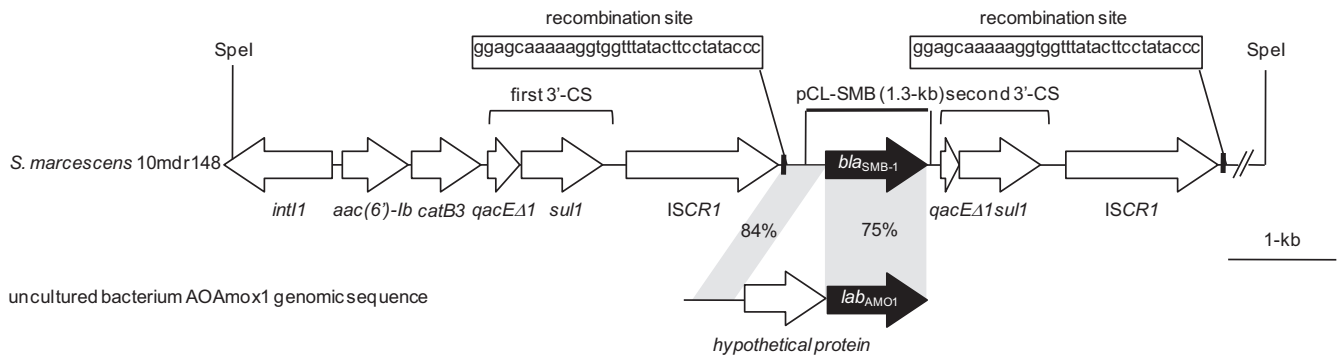 recombination site
recombination site
ggagcaaaaaaggtggtttatacttcctataccc
ggagcaaaaaaggtggtttatacttcctataccc
SpeI
SpeI
first 3'-CS
pCL-SMB (1.3-kb)
second 3'-CS
S. marcescens 10mdr148
blaSMB-1
intI1
aac(6')-Ib
catB3
qacEΔ1
sul1
ISCR1
qacEΔ1
sul1
ISCR1
84%
75%
1-kb
uncultured bacterium AOAmox1 genomic sequence
labAMO1
hypothetical protein